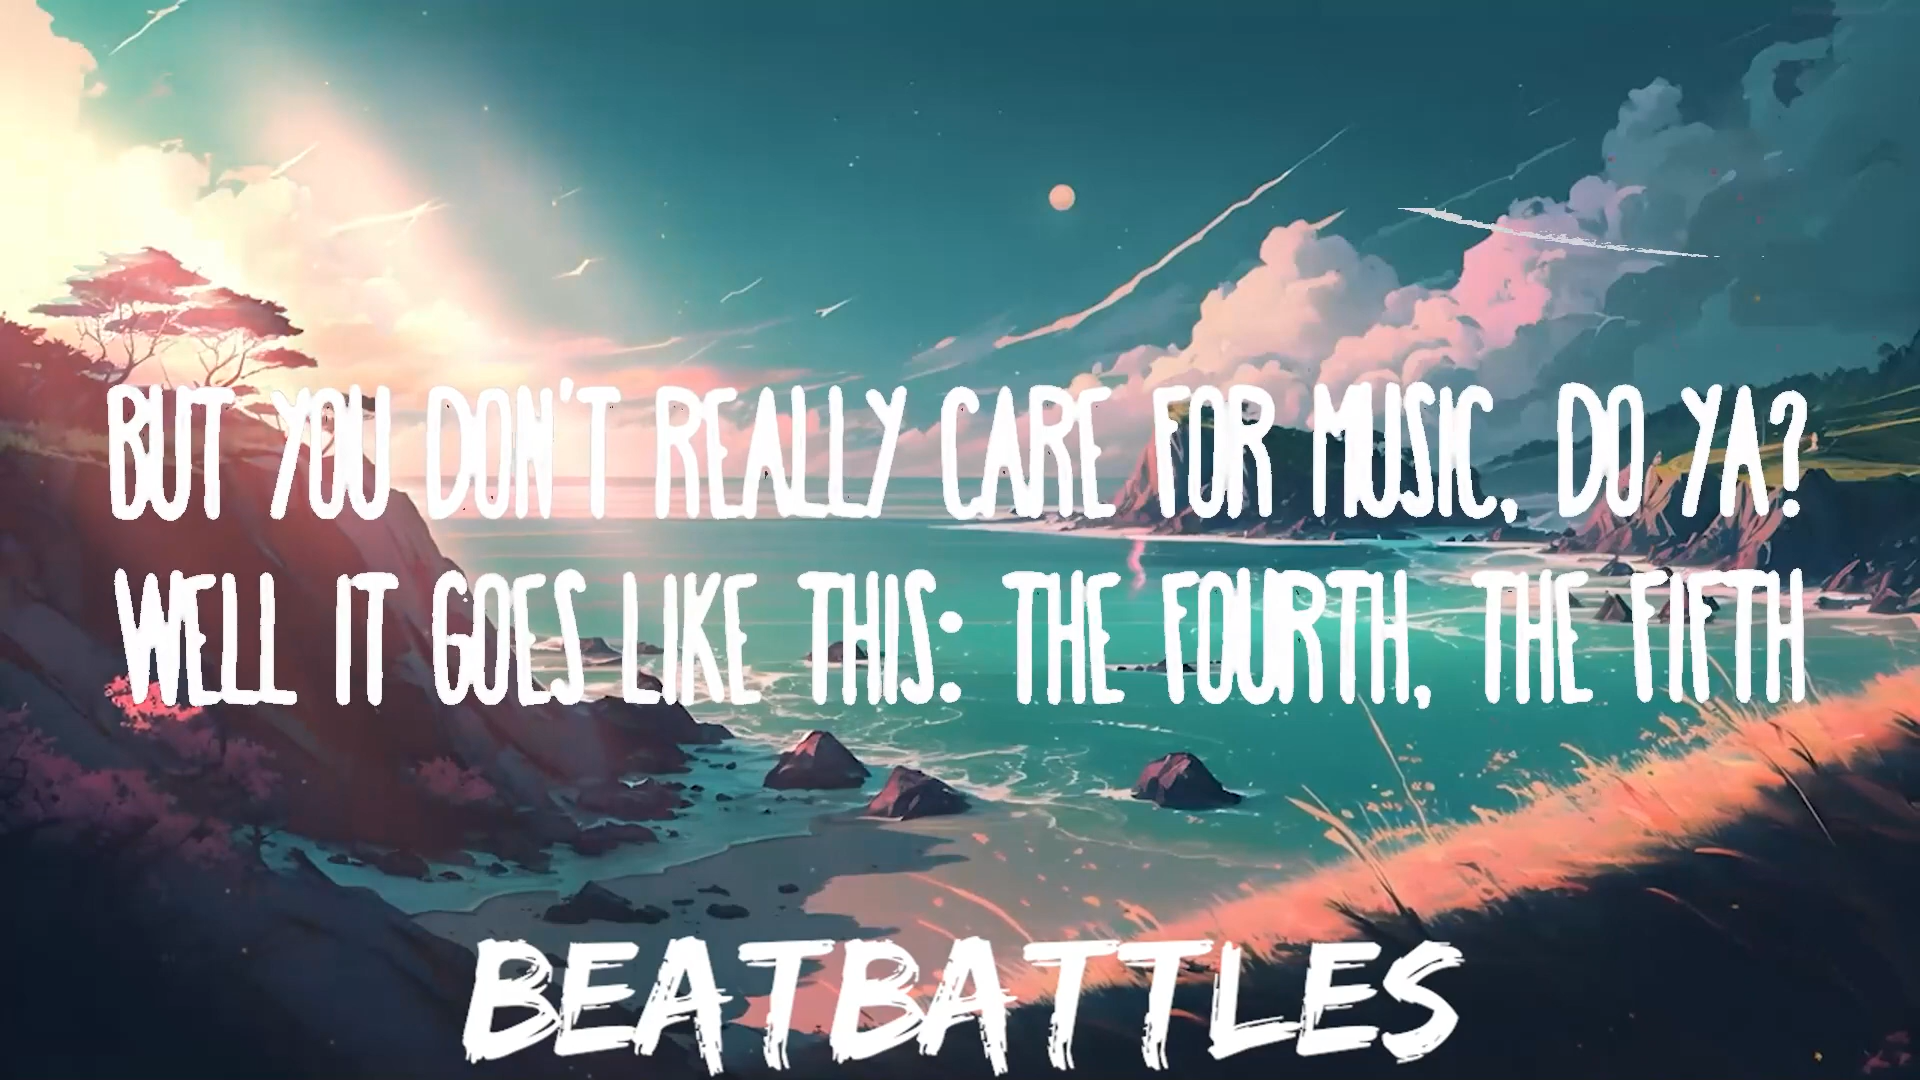 BUT YOU DON'T REALLY CARE FOR MUSIC, DO YA?
WELL IT GOES LIKE THIS: THE FOURTH, THE FIFTH
BEATBATTLES